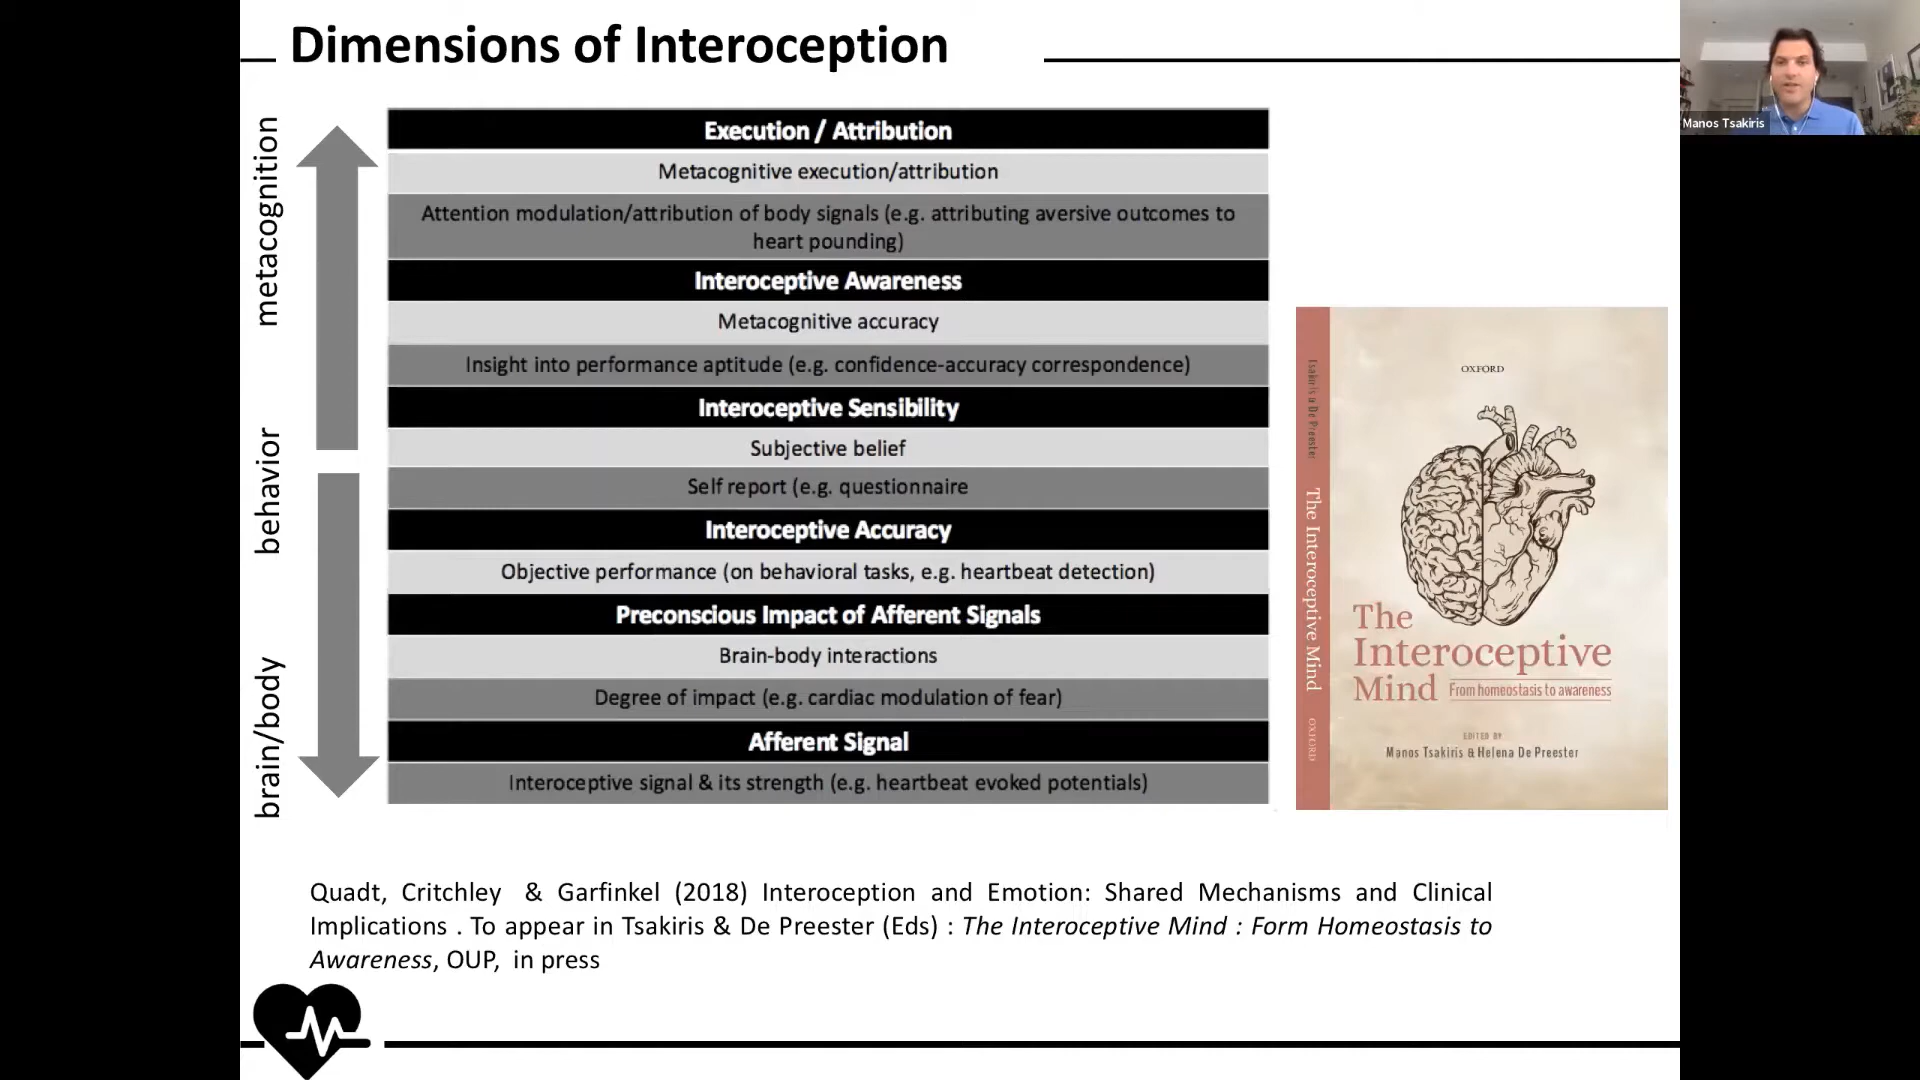 Dimensions of Interoception
Manos Tsakiris
metacognition
behavior
brain/body
Execution / Attribution
Metacognitive execution/attribution
Attention modulation/attribution of body signals (e.g. attributing aversive outcomes to
heart pounding)
Interoceptive Awareness
Metacognitive accuracy
Insight into performance aptitude (e.g. confidence-accuracy correspondence)
Interoceptive Sensibility
Subjective belief
Self report (e.g. questionnaire
Interoceptive Accuracy
Objective performance (on behavioral tasks, e.g. heartbeat detection)
Preconscious Impact of Afferent Signals
Brain-body interactions
Degree of impact (e.g. cardiac modulation of fear)
Afferent Signal
Interoceptive signal & its strength (e.g. heartbeat evoked potentials)
Tsakiris & De Preester
The Interoceptive Mind
OXFORD
OXFORD
The
Interoceptive
Mind From homeostasis to awareness
EDITED BY
Manos Tsakiris & Helena De Preester
Quadt, Critchley & Garfinkel (2018) Interoception and Emotion: Shared Mechanisms and Clinical
Implications . To appear in Tsakiris & De Preester (Eds) : The Interoceptive Mind : Form Homeostasis to
Awareness, OUP, in press